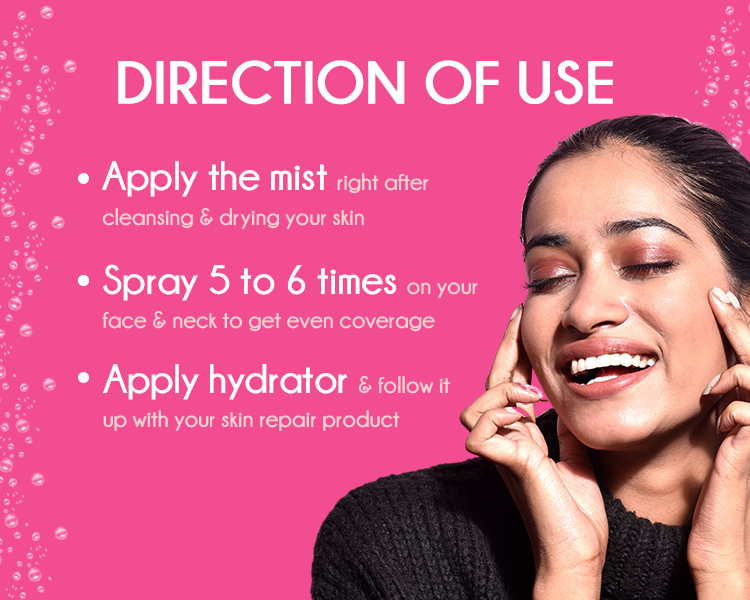 DIRECTION OF USE
• Apply the mist right after
cleansing & drying your skin
• Spray 5 to 6 times on your
face & neck to get even coverage
• Apply hydrator & follow it
up with your skin repair product